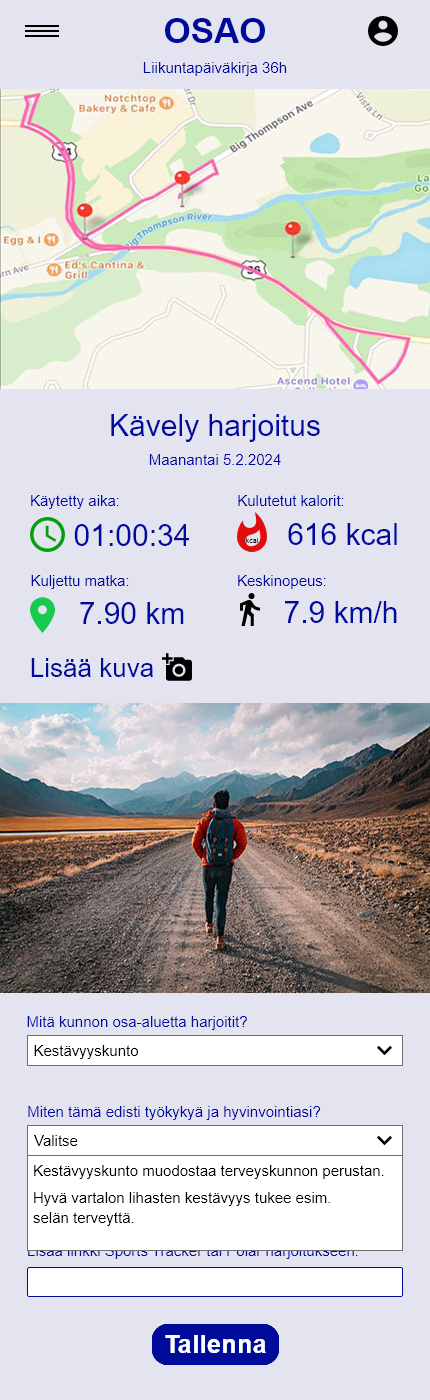 OSAO
Liikuntapäiväkirja 36h
Notchtop
Bakery & Cafe
Vista Ln
Big Thompson Ave
34
La
Go
Big Thompson River
Egg & I
Ed's Cantina &
Grill
36
rn Ave
Ascend Hotel
Kävely harjoitus
Maanantai 5.2.2024
Käytetty aika:
Kulutetut kalorit:
01:00:34
kcal
616 kcal
Kuljettu matka:
Keskinopeus:
7.90 km
7.9 km/h
Lisää kuva
Mitä kunnon osa-aluetta harjoitit?
Kestävyyskunto
Miten tämä edisti työkykyä ja hyvinvointiasi?
Valitse
Kestävyyskunto muodostaa terveyskunnon perustan.
Hyvä vartalon lihasten kestävyys tukee esim.
selän terveyttä.
Lisää linkki Sports Tracker tai Polar harjoitukseen:
Tallenna